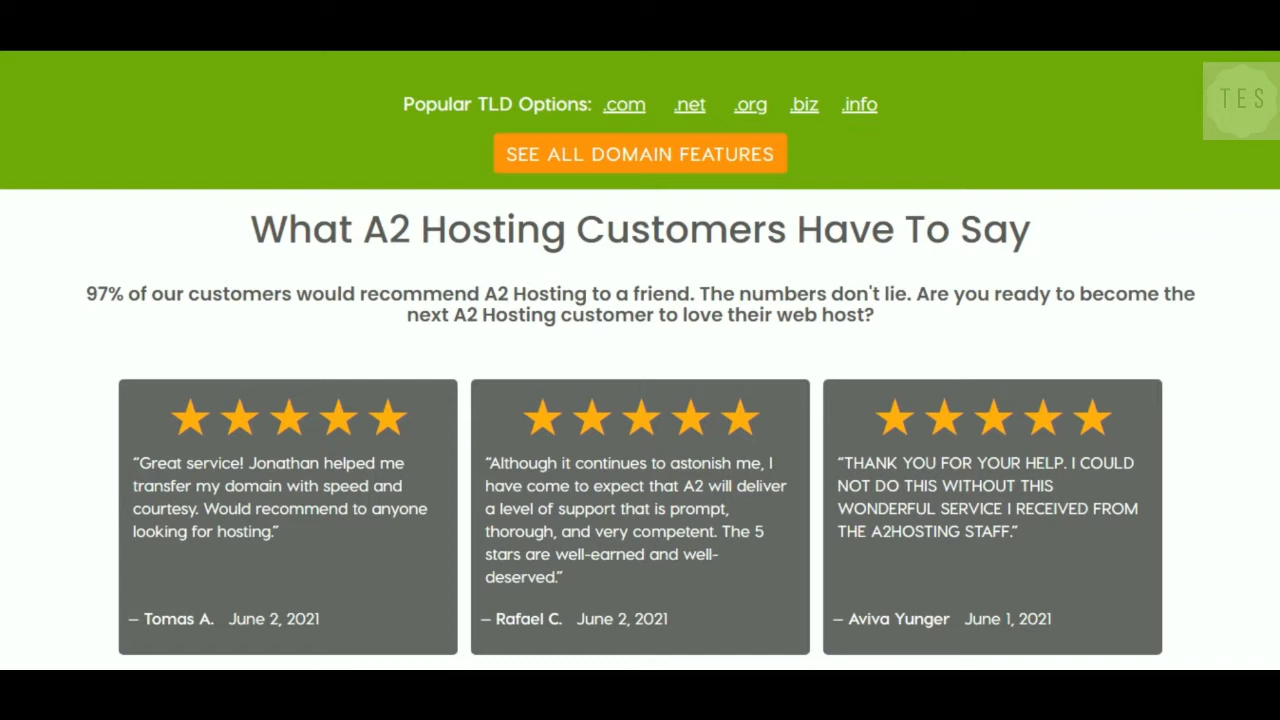 Popular TLD Options: .com .net .org .biz .info
TES
SEE ALL DOMAIN FEATURES
What A2 Hosting Customers Have To Say
97% of our customers would recommend A2 Hosting to a friend. The numbers don't lie. Are you ready to become the
next A2 Hosting customer to love their web host?
“Great service! Jonathan helped me
transfer my domain with speed and
courtesy. Would recommend to anyone
looking for hosting.”
– Tomas A. June 2, 2021
“Although it continues to astonish me, I
have come to expect that A2 will deliver
a level of support that is prompt,
thorough, and very competent. The 5
stars are well-earned and well-
deserved.”
– Rafael C. June 2, 2021
“THANK YOU FOR YOUR HELP. I COULD
NOT DO THIS WITHOUT THIS
WONDERFUL SERVICE I RECEIVED FROM
THE A2HOSTING STAFF.”
– Aviva Yunger June 1, 2021